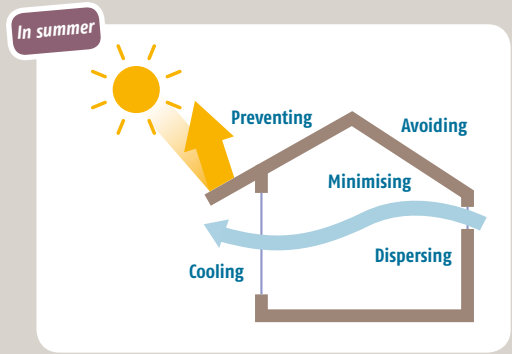 In summer
Preventing
Avoiding
Minimising
Dispersing
Cooling